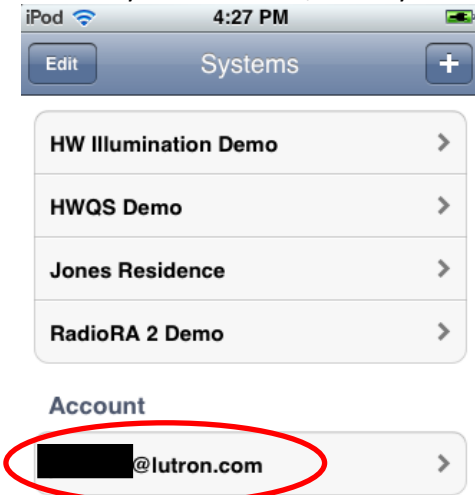 iPod 4:27 PM
Edit Systems +
HW Illumination Demo
HWQS Demo
Jones Residence
RadioRA 2 Demo
Account
@lutron.com